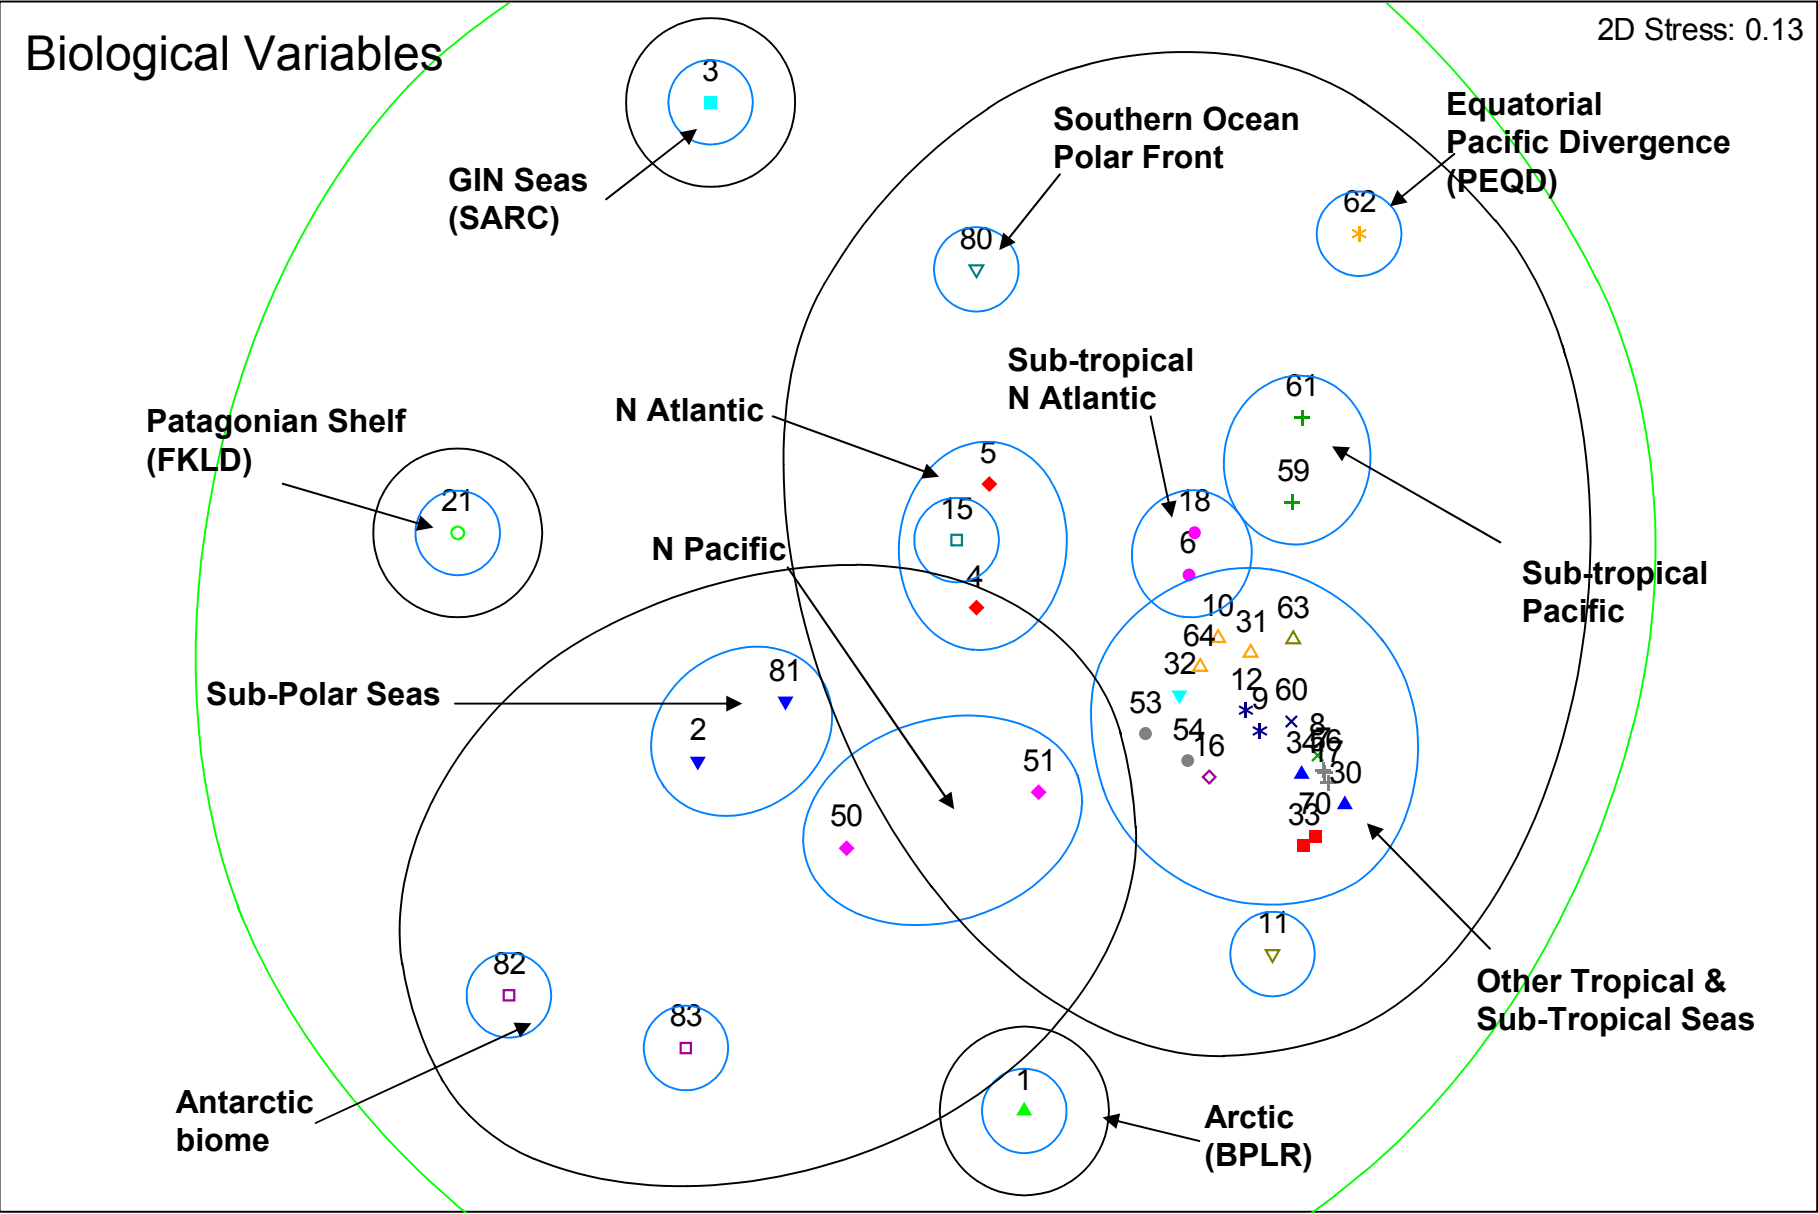 Biological Variables
2D Stress: 0.13
3
GIN Seas
(SARC)
Southern Ocean
Polar Front
Equatorial
Pacific Divergence
(PEQD)
62
80
Sub-tropical
N Atlantic
61
59
N Atlantic
Patagonian Shelf
(FKLD)
21
5
15
4
18
6
N Pacific
Sub-tropical
Pacific
10
31
63
64
32
12
9
60
53
54
16
8
34
30
70
33
Sub-Polar Seas
81
2
51
50
11
82
83
1
Other Tropical &
Sub-Tropical Seas
Antarctic
biome
Arctic
(BPLR)